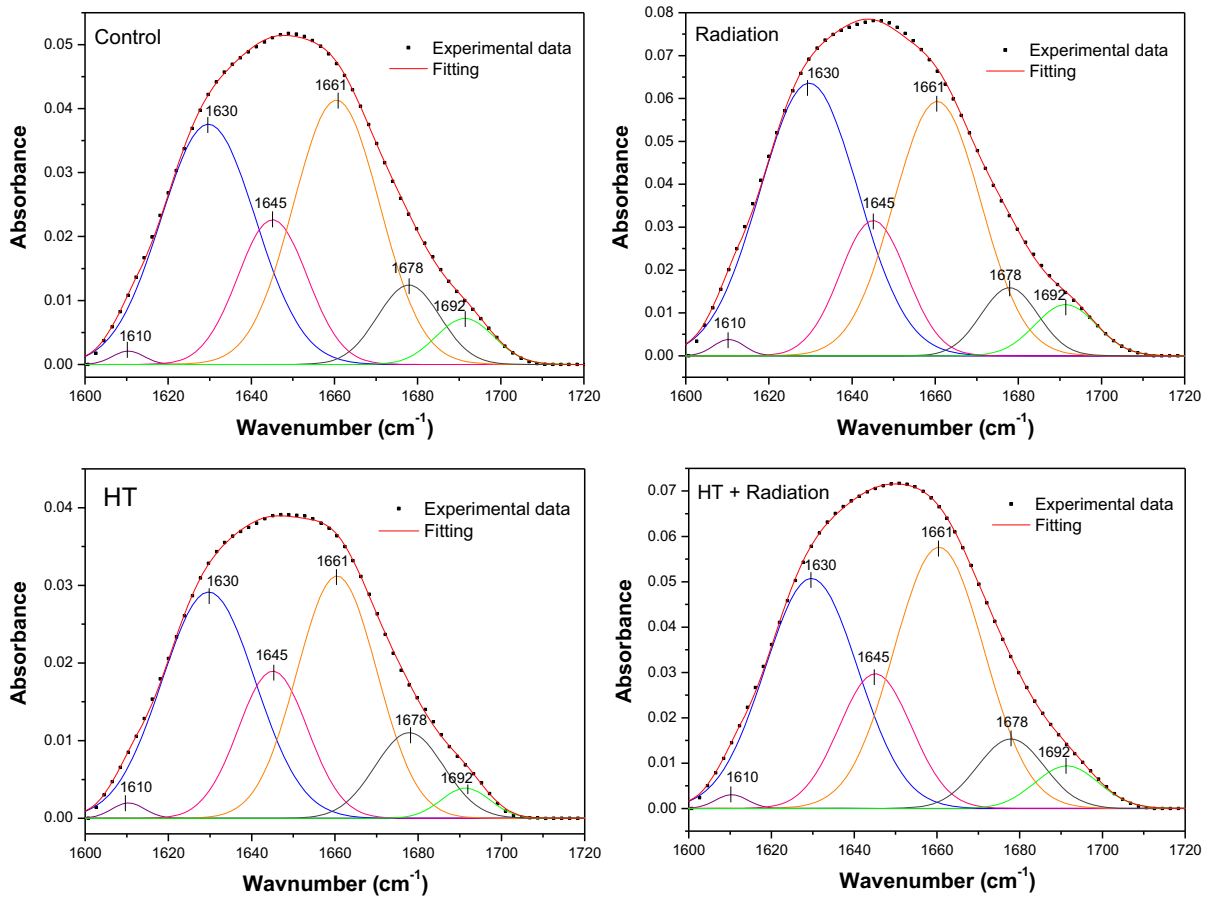 Control
Experimental data
Fitting
1610
1630
1645
1661
1678
1692
0.05
0.04
0.03
0.02
0.01
0.00
Absorbance
1600 1620 1640 1660 1680 1700 1720
Wavenumber (cm⁻¹)
Radiation
Experimental data
Fitting
1610
1630
1645
1661
1678
1692
0.08
0.07
0.06
0.05
0.04
0.03
0.02
0.01
0.00
Absorbance
1600 1620 1640 1660 1680 1700 1720
Wavenumber (cm⁻¹)
HT
Experimental data
Fitting
1610
1630
1645
1661
1678
1692
0.04
0.03
0.02
0.01
0.00
Absorbance
1600 1620 1640 1660 1680 1700 1720
Wavnumber (cm⁻¹)
HT + Radiation
Experimental data
Fitting
1610
1630
1645
1661
1678
1692
0.07
0.06
0.05
0.04
0.03
0.02
0.01
0.00
Absorbance
1600 1620 1640 1660 1680 1700 1720
Wavenumber (cm⁻¹)